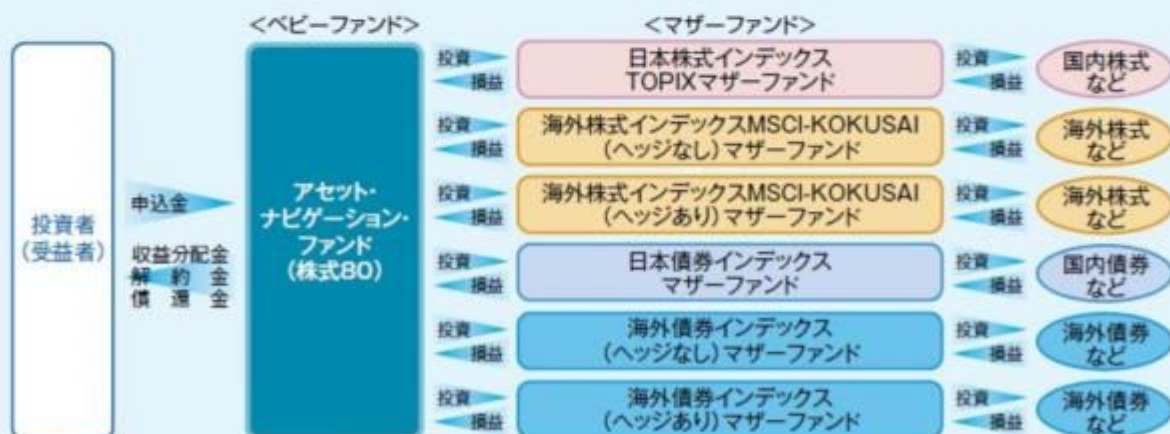 <ベビーファンド>
<マザーファンド>
投資者
(受益者)
申込金
収益分配金
解約金
償還金
アセット・
ナビゲーション・
ファンド
(株式80)
投資
損益
日本株式インデックス
TOPIXマザーファンド
投資
損益
国内株式
など
投資
損益
海外株式インデックスMSCI-KOKUSAI
(ヘッジなし)マザーファンド
投資
損益
海外株式
など
投資
損益
海外株式インデックスMSCI-KOKUSAI
(ヘッジあり)マザーファンド
投資
損益
海外株式
など
投資
損益
日本債券インデックス
マザーファンド
投資
損益
国内債券
など
投資
損益
海外債券インデックス
(ヘッジなし)マザーファンド
投資
損益
海外債券
など
投資
損益
海外債券インデックス
(ヘッジあり)マザーファンド
投資
損益
海外債券
など